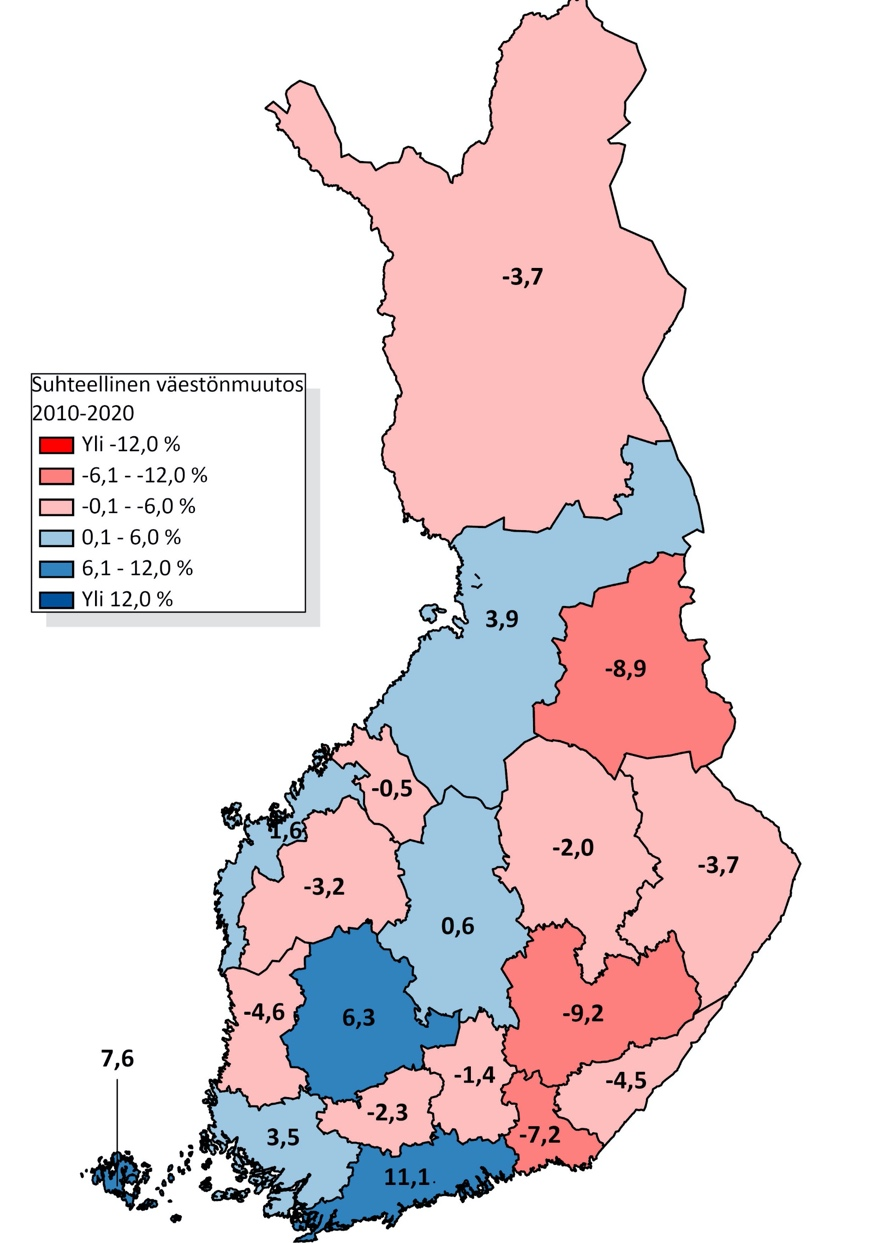 -3,7
Suhteellinen väestönmuutos
2010-2020
Yli -12,0 %
-6,1 - -12,0 %
-0,1 - -6,0 %
0,1 - 6,0 %
6,1 - 12,0 %
Yli 12,0 %
3,9
-8,9
-0,5
1,6
-2,0
-3,7
-3,2
0,6
-4,6
6,3
-9,2
7,6
-1,4
-4,5
-2,3
3,5
-7,2
11,1